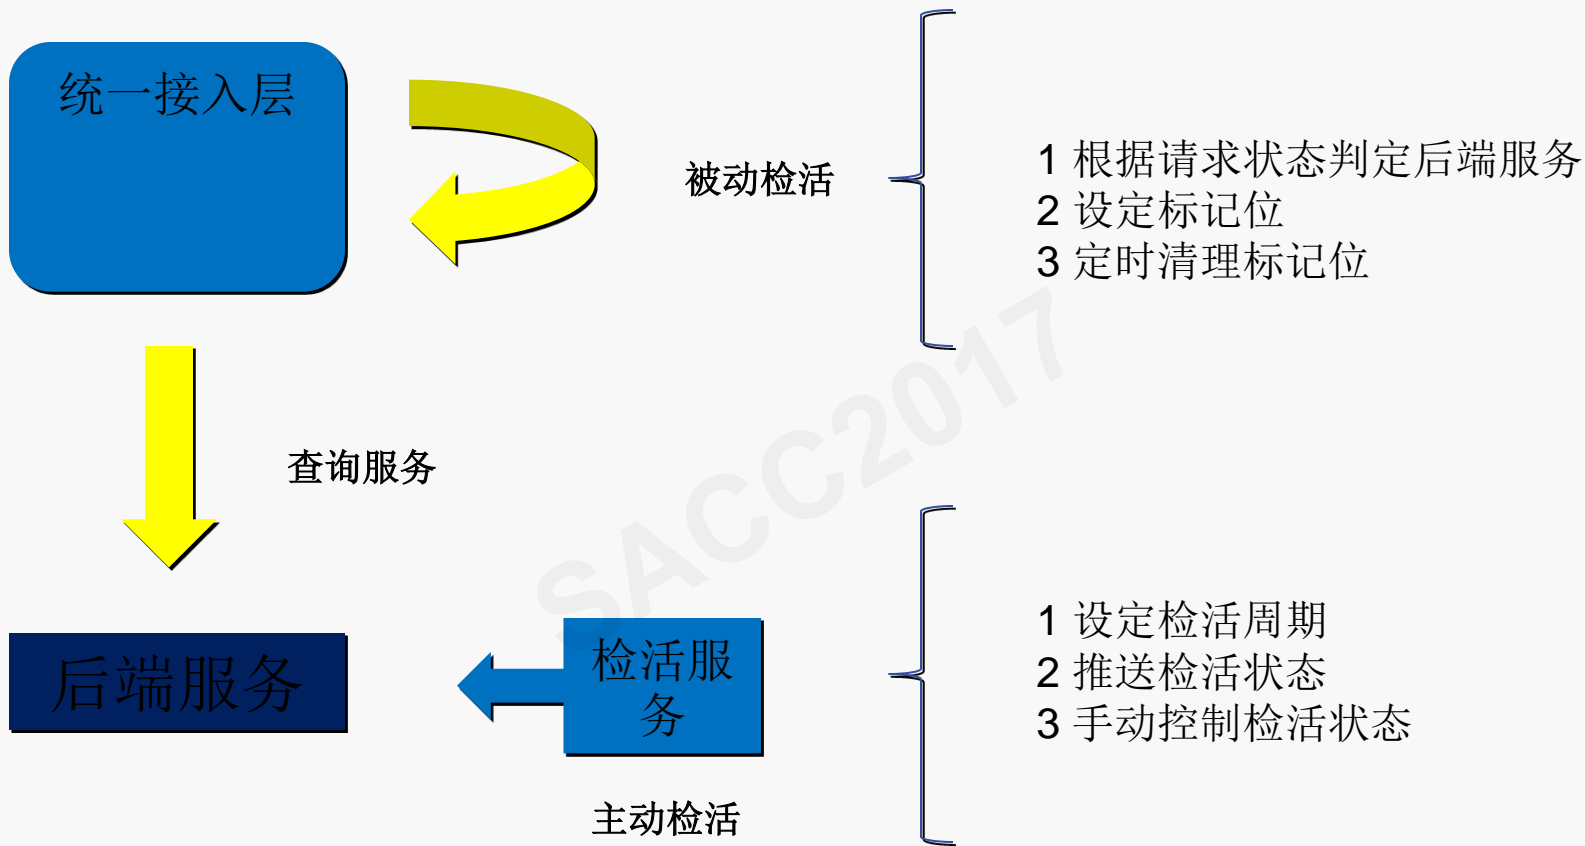 统一接入层
被动检活
1 根据请求状态判定后端服务
2 设定标记位
3 定时清理标记位
查询服务
SACC2017
后端服务
检活服
务
主动检活
1 设定检活周期
2 推送检活状态
3 手动控制检活状态